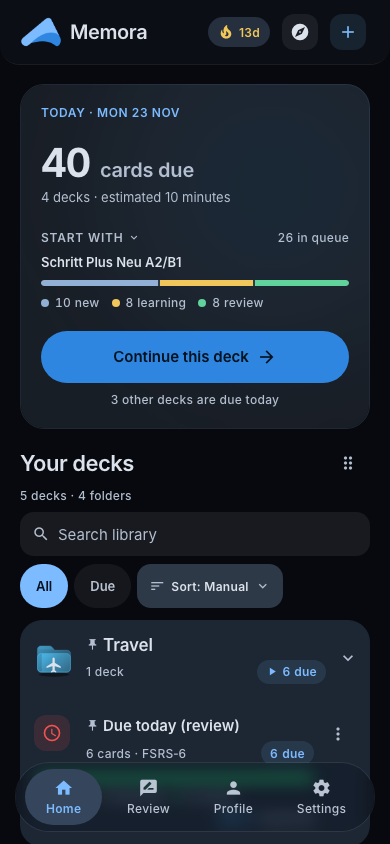 Memora
13d
TODAY · MON 23 NOV
40 cards due
4 decks · estimated 10 minutes
START WITH
26 in queue
Schritt Plus Neu A2/B1
10 new
8 learning
8 review
Continue this deck
3 other decks are due today
Your decks
5 decks · 4 folders
Search library
All
Due
Sort: Manual
Travel
1 deck
6 due
Due today (review)
6 cards · FSRS-6
6 due
Home
Review
Profile
Settings